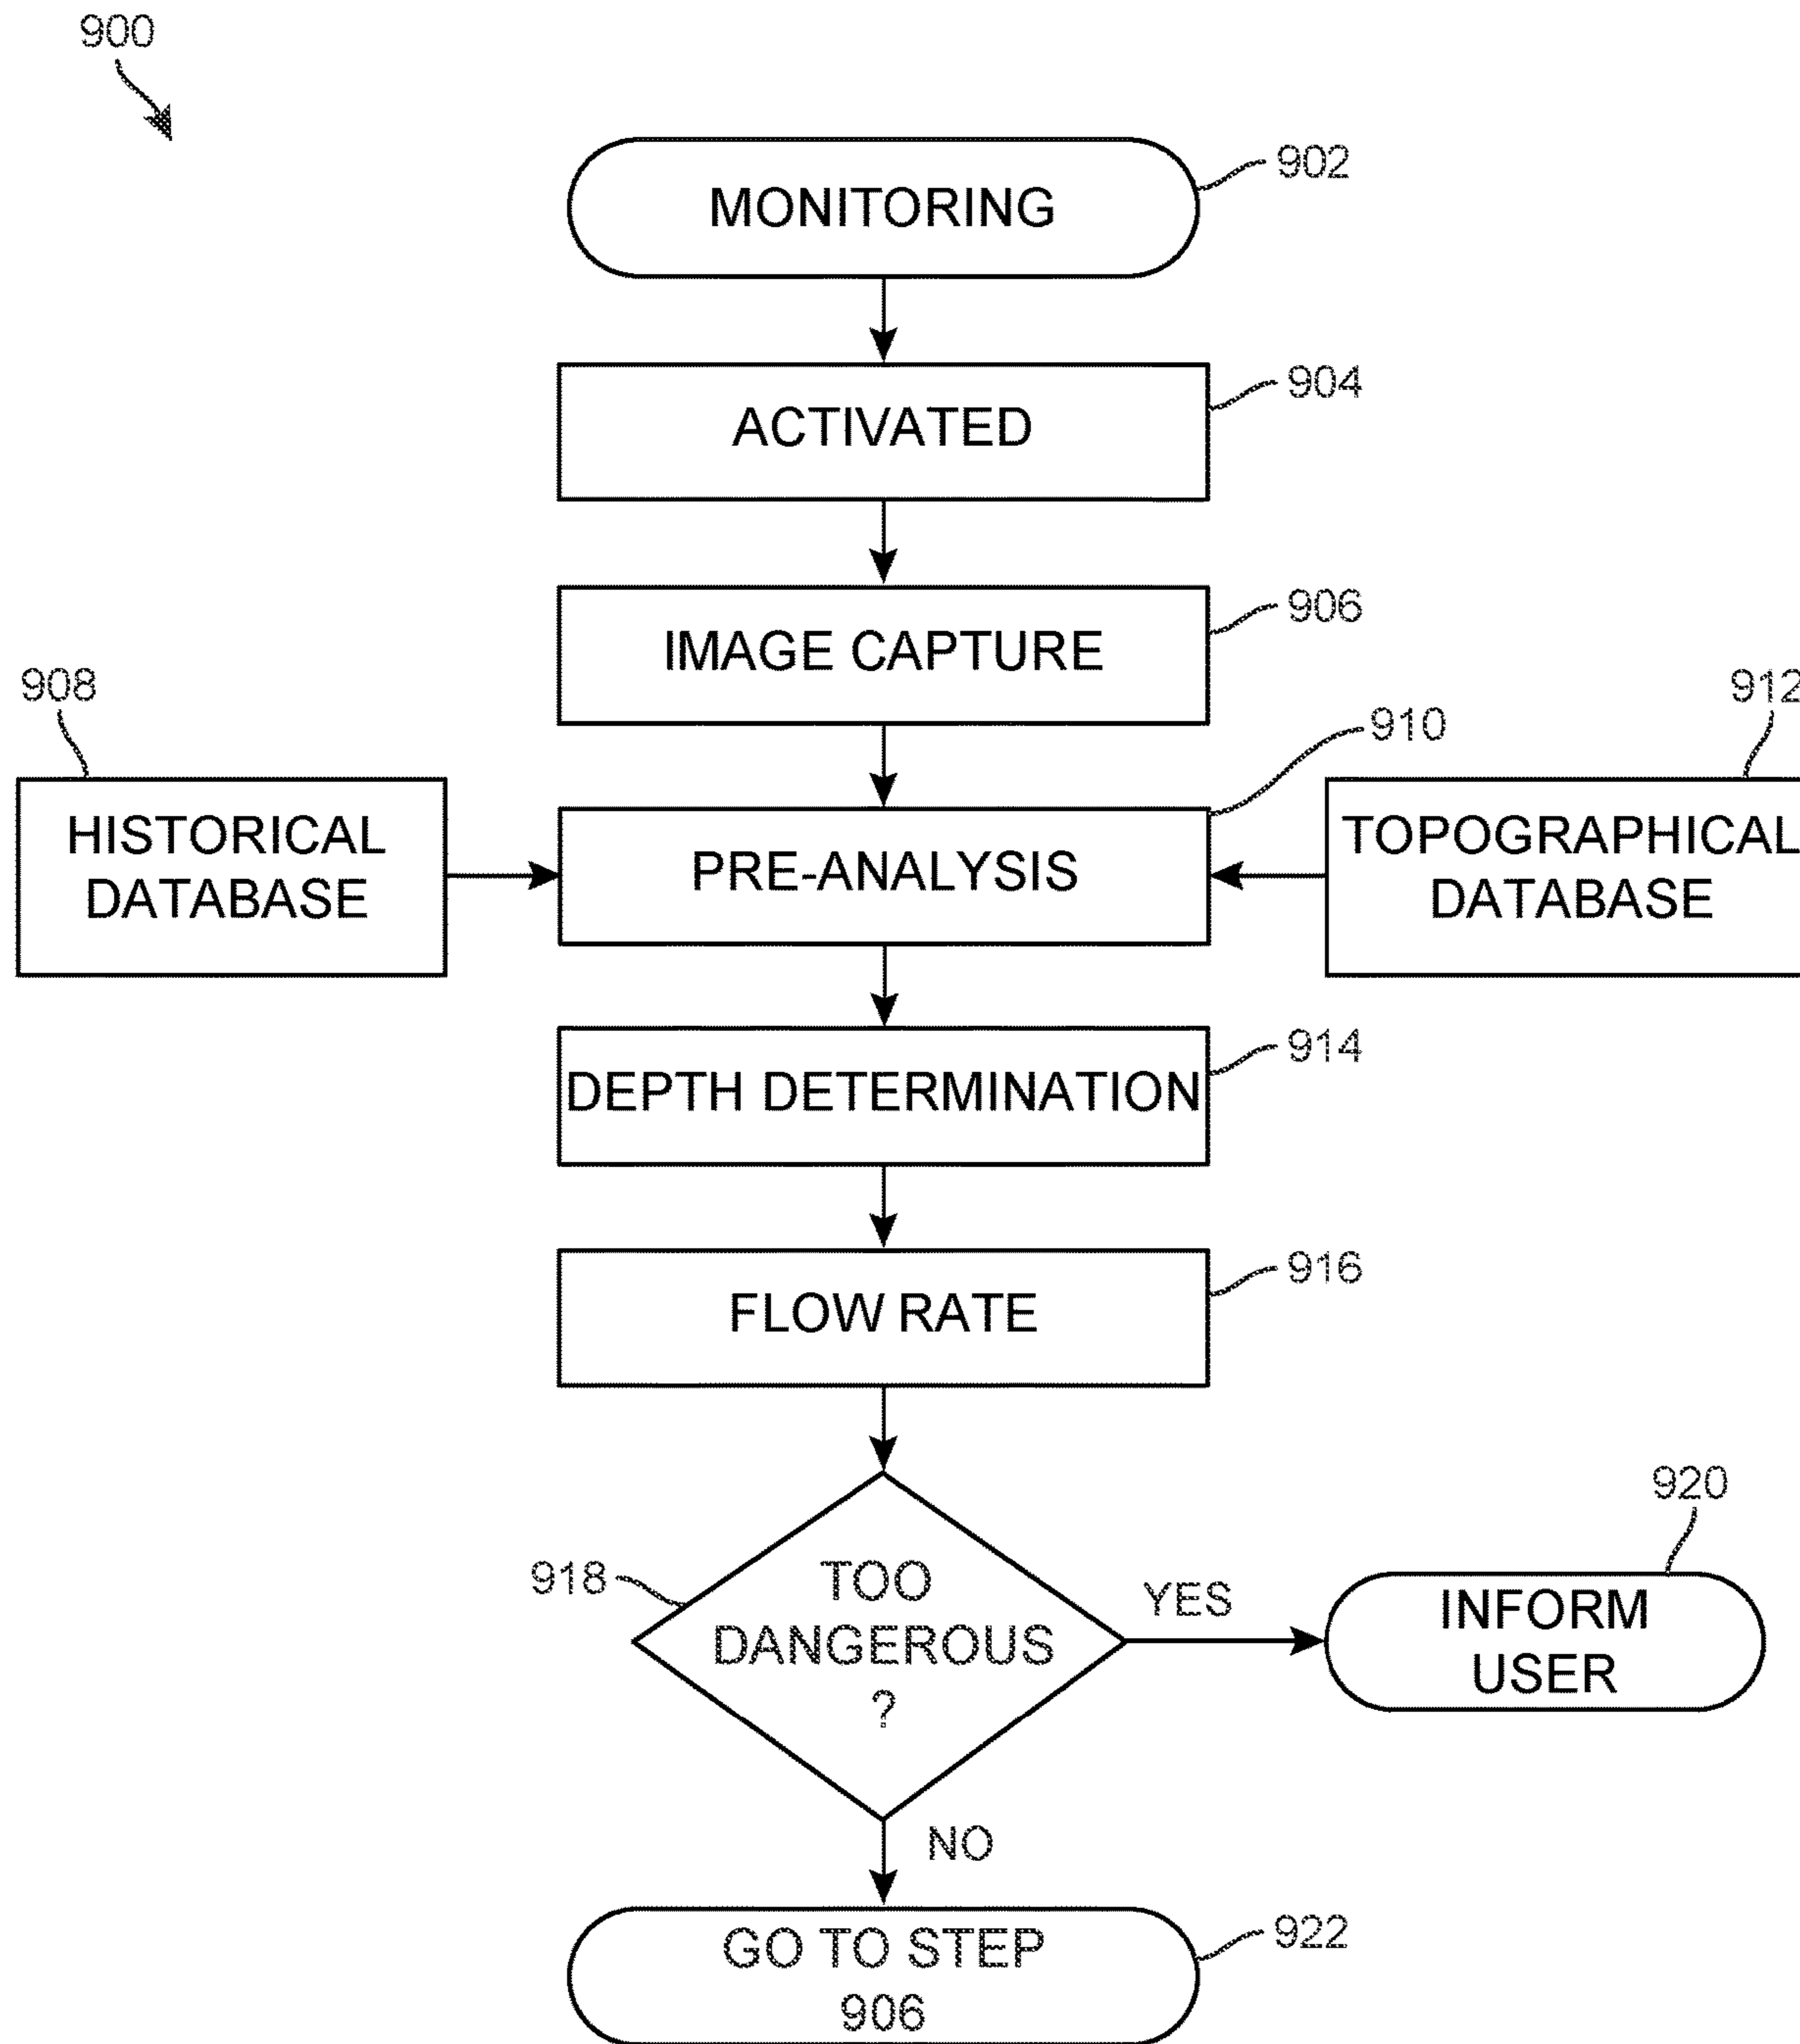 900
MONITORING
902
ACTIVATED
904
IMAGE CAPTURE
906
908
910
912
HISTORICAL
DATABASE
PRE-ANALYSIS
TOPOGRAPHICAL
DATABASE
DEPTH DETERMINATION
914
FLOW RATE
916
918
TOO
DANGEROUS
?
YES
920
INFORM
USER
NO
GO TO STEP
906
922